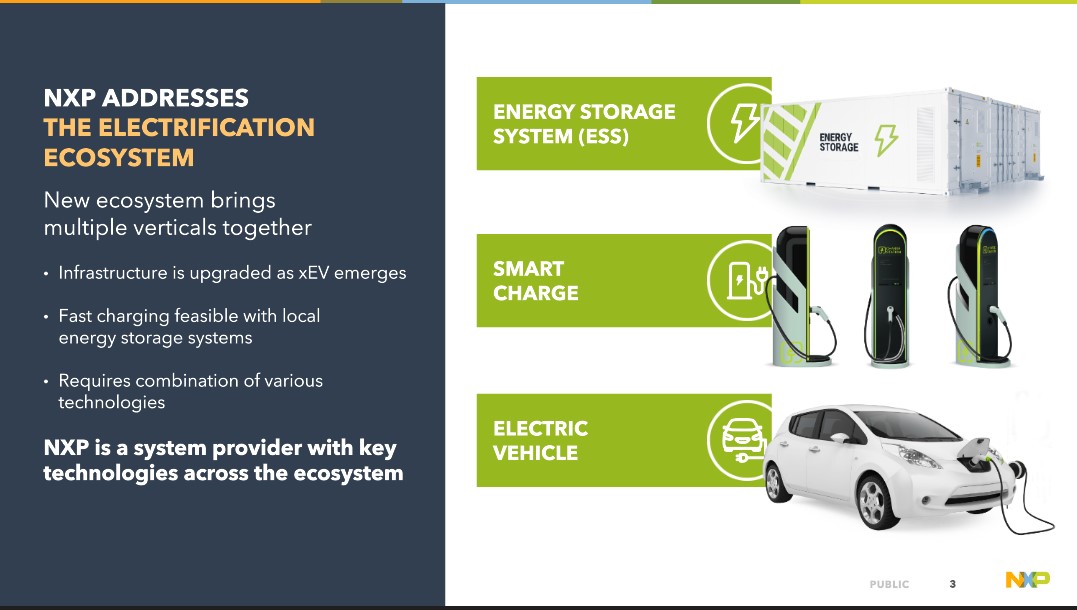 NXP ADDRESSES
THE ELECTRIFICATION
ECOSYSTEM
New ecosystem brings
multiple verticals together
• Infrastructure is upgraded as xEV emerges
• Fast charging feasible with local
energy storage systems
• Requires combination of various
technologies
NXP is a system provider with key
technologies across the ecosystem
ENERGY STORAGE
SYSTEM (ESS)
ENERGY
STORAGE
SMART
CHARGE
ELECTRIC
VEHICLE
PUBLIC
3
NXP